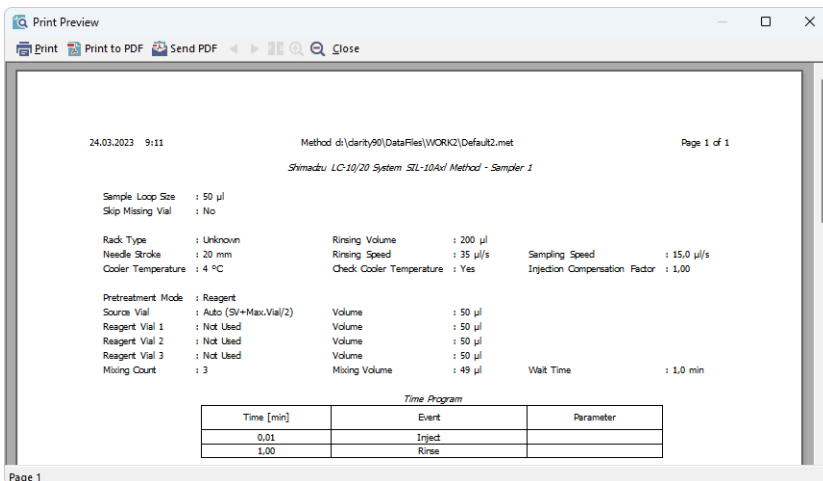 Print Preview
Print Print to PDF Send PDF Close
24.03.2023 9:11 Method d:\clarity90\DataFiles\WORK2\Default2.met Page 1 of 1
Shimadzu LC-10/20 System SIL-10Axl Method - Sampler 1
Sample Loop Size : 50 µl
Skip Missing Vial : No
Rack Type : Unknown Rinsing Volume : 200 µl
Needle Stroke : 20 mm Rinsing Speed : 35 µl/s Sampling Speed : 15,0 µl/s
Cooler Temperature : 4 °C Check Cooler Temperature : Yes Injection Compensation Factor : 1,00
Pretreatment Mode : Reagent
Source Vial : Auto (SV+Max.Vial/2) Volume : 50 µl
Reagent Vial 1 : Not Used Volume : 50 µl
Reagent Vial 2 : Not Used Volume : 50 µl
Reagent Vial 3 : Not Used Volume : 50 µl
Mixing Count : 3 Mixing Volume : 49 µl Wait Time : 1,0 min
Time Program
Time [min] Event Parameter
0,01 Inject
1,00 Rinse
Page 1